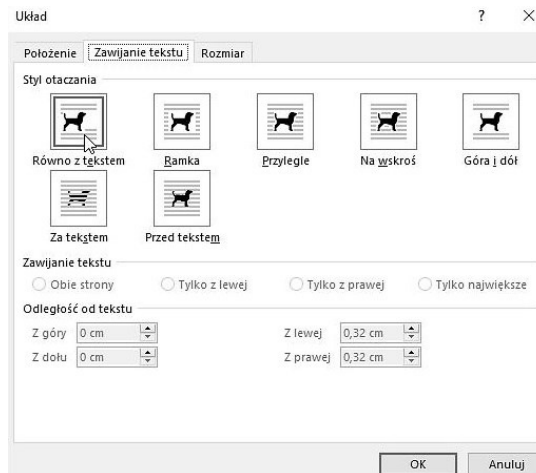 Układ ?
Położenie Zawijanie tekstu Rozmiar
Styl otaczania
Równo z tekstem Ramka Przylegle Na wskroś Góra i dół
Za tekstem Przed tekstem
Zawijanie tekstu
Obie strony Tylko z lewej Tylko z prawej Tylko największe
Odległość od tekstu
Z góry 0 cm Z lewej 0,32 cm
Z dołu 0 cm Z prawej 0,32 cm
OK Anuluj